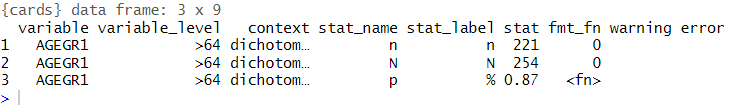 {cards} data frame: 3 x 9
variable variable_level context stat_name stat_label stat fmt_fn warning error
1 AGEGR1 >64 dichotom… n n 221 0
2 AGEGR1 >64 dichotom… N N 254 0
3 AGEGR1 >64 dichotom… p % 0.87 <fn>
>